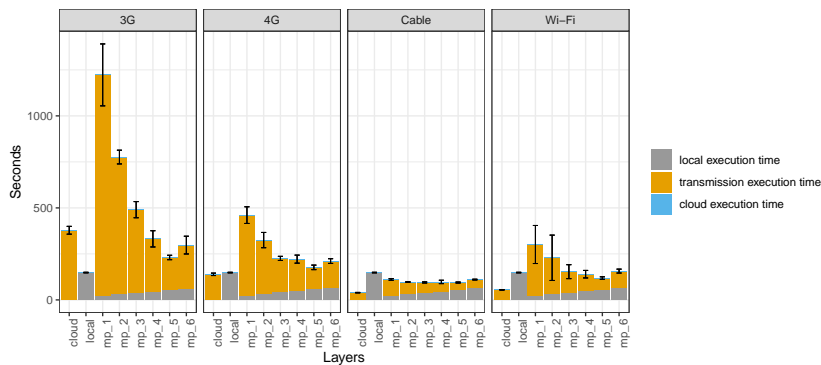 3G
4G
Cable
Wi−Fi
Seconds
1000
500
0
cloud
local
mp_1
mp_2
mp_3
mp_4
mp_5
mp_6
cloud
local
mp_1
mp_2
mp_3
mp_4
mp_5
mp_6
cloud
local
mp_1
mp_2
mp_3
mp_4
mp_5
mp_6
cloud
local
mp_1
mp_2
mp_3
mp_4
mp_5
mp_6
Layers
local execution time
transmission execution time
cloud execution time